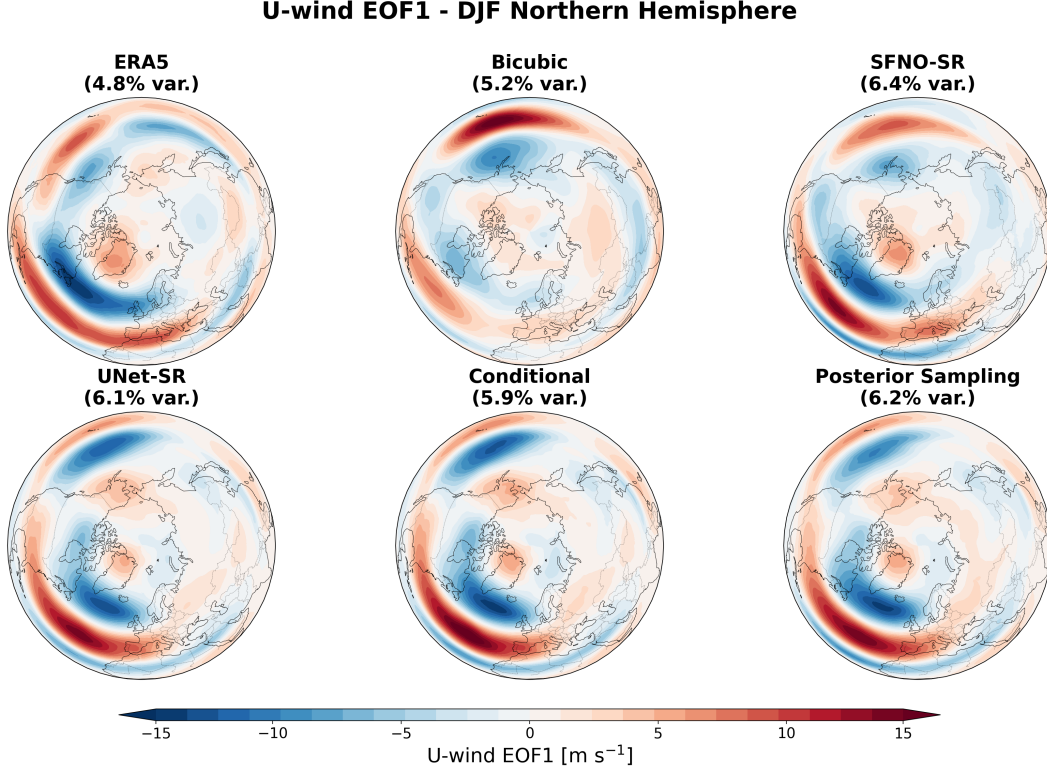 U-wind EOF1 - DJF Northern Hemisphere
ERA5
(4.8% var.)
Bicubic
(5.2% var.)
SFNO-SR
(6.4% var.)
UNet-SR
(6.1% var.)
Conditional
(5.9% var.)
Posterior Sampling
(6.2% var.)
−15 −10 −5 0 5 10 15
U-wind EOF1 [m s⁻¹]